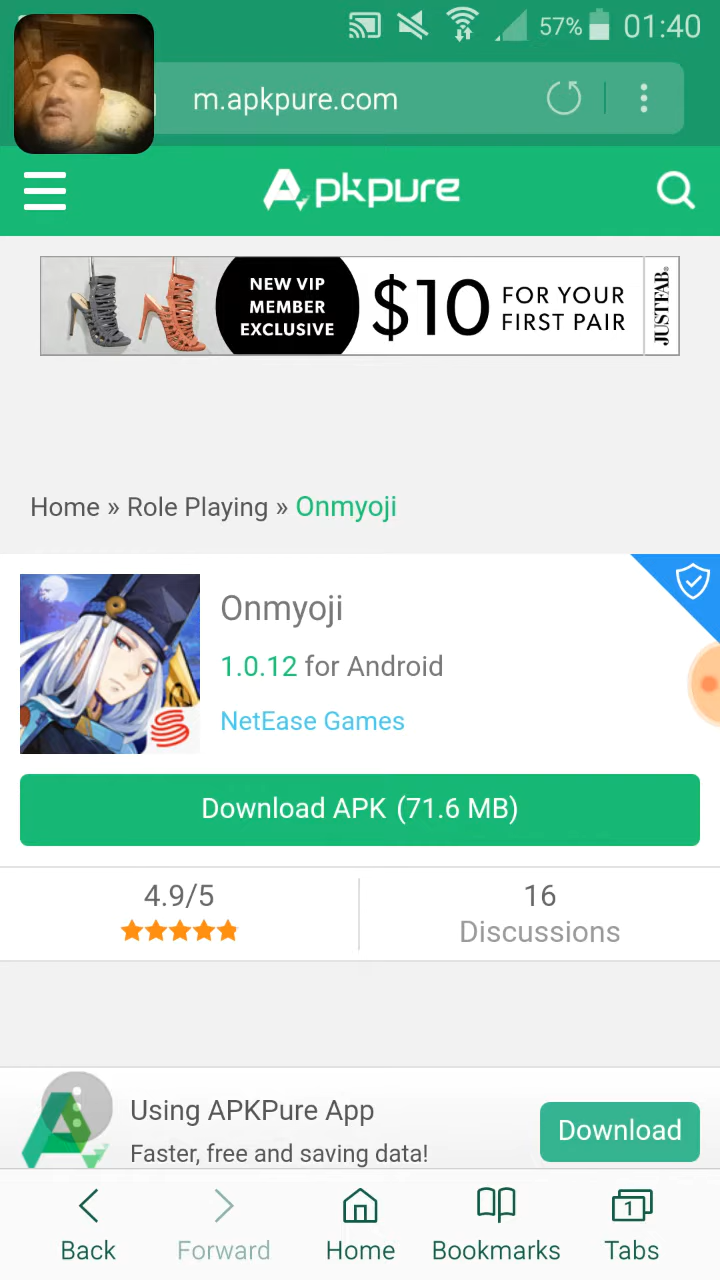 57% 01:40
m.apkpure.com
Apkpure
NEW VIP
MEMBER
EXCLUSIVE
$10
FOR YOUR
FIRST PAIR
JUSTFAB®
Home » Role Playing » Onmyoji
Onmyoji
1.0.12 for Android
NetEase Games
Download APK (71.6 MB)
4.9/5
16
Discussions
Using APKPure App
Faster, free and saving data!
Download
1
Back
Forward
Home
Bookmarks
Tabs